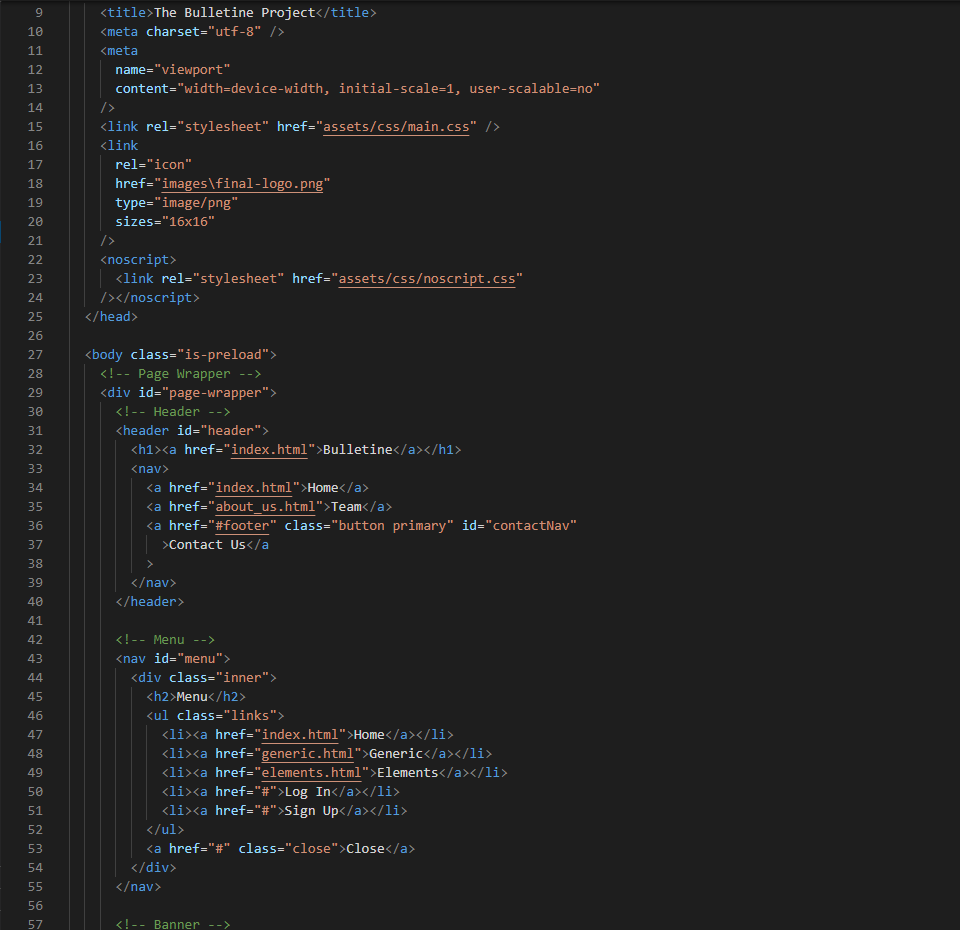 9 <title>The Bulletine Project</title>
10 <meta charset="utf-8" />
11 <meta
12 name="viewport"
13 content="width=device-width, initial-scale=1, user-scalable=no"
14 />
15 <link rel="stylesheet" href="assets/css/main.css" />
16 <link
17 rel="icon"
18 href="images\final-logo.png"
19 type="image/png"
20 sizes="16x16"
21 />
22 <noscript>
23 <link rel="stylesheet" href="assets/css/noscript.css"
24 /></noscript>
25 </head>
26
27 <body class="is-preload">
28 <!-- Page Wrapper -->
29 <div id="page-wrapper">
30 <!-- Header -->
31 <header id="header">
32 <h1><a href="index.html">Bulletine</a></h1>
33 <nav>
34 <a href="index.html">Home</a>
35 <a href="about_us.html">Team</a>
36 <a href="#footer" class="button primary" id="contactNav"
37 >Contact Us</a
38 >
39 </nav>
40 </header>
41
42 <!-- Menu -->
43 <nav id="menu">
44 <div class="inner">
45 <h2>Menu</h2>
46 <ul class="links">
47 <li><a href="index.html">Home</a></li>
48 <li><a href="generic.html">Generic</a></li>
49 <li><a href="elements.html">Elements</a></li>
50 <li><a href="#">Log In</a></li>
51 <li><a href="#">Sign Up</a></li>
52 </ul>
53 <a href="#" class="close">Close</a>
54 </div>
55 </nav>
56
57 <!-- Banner -->